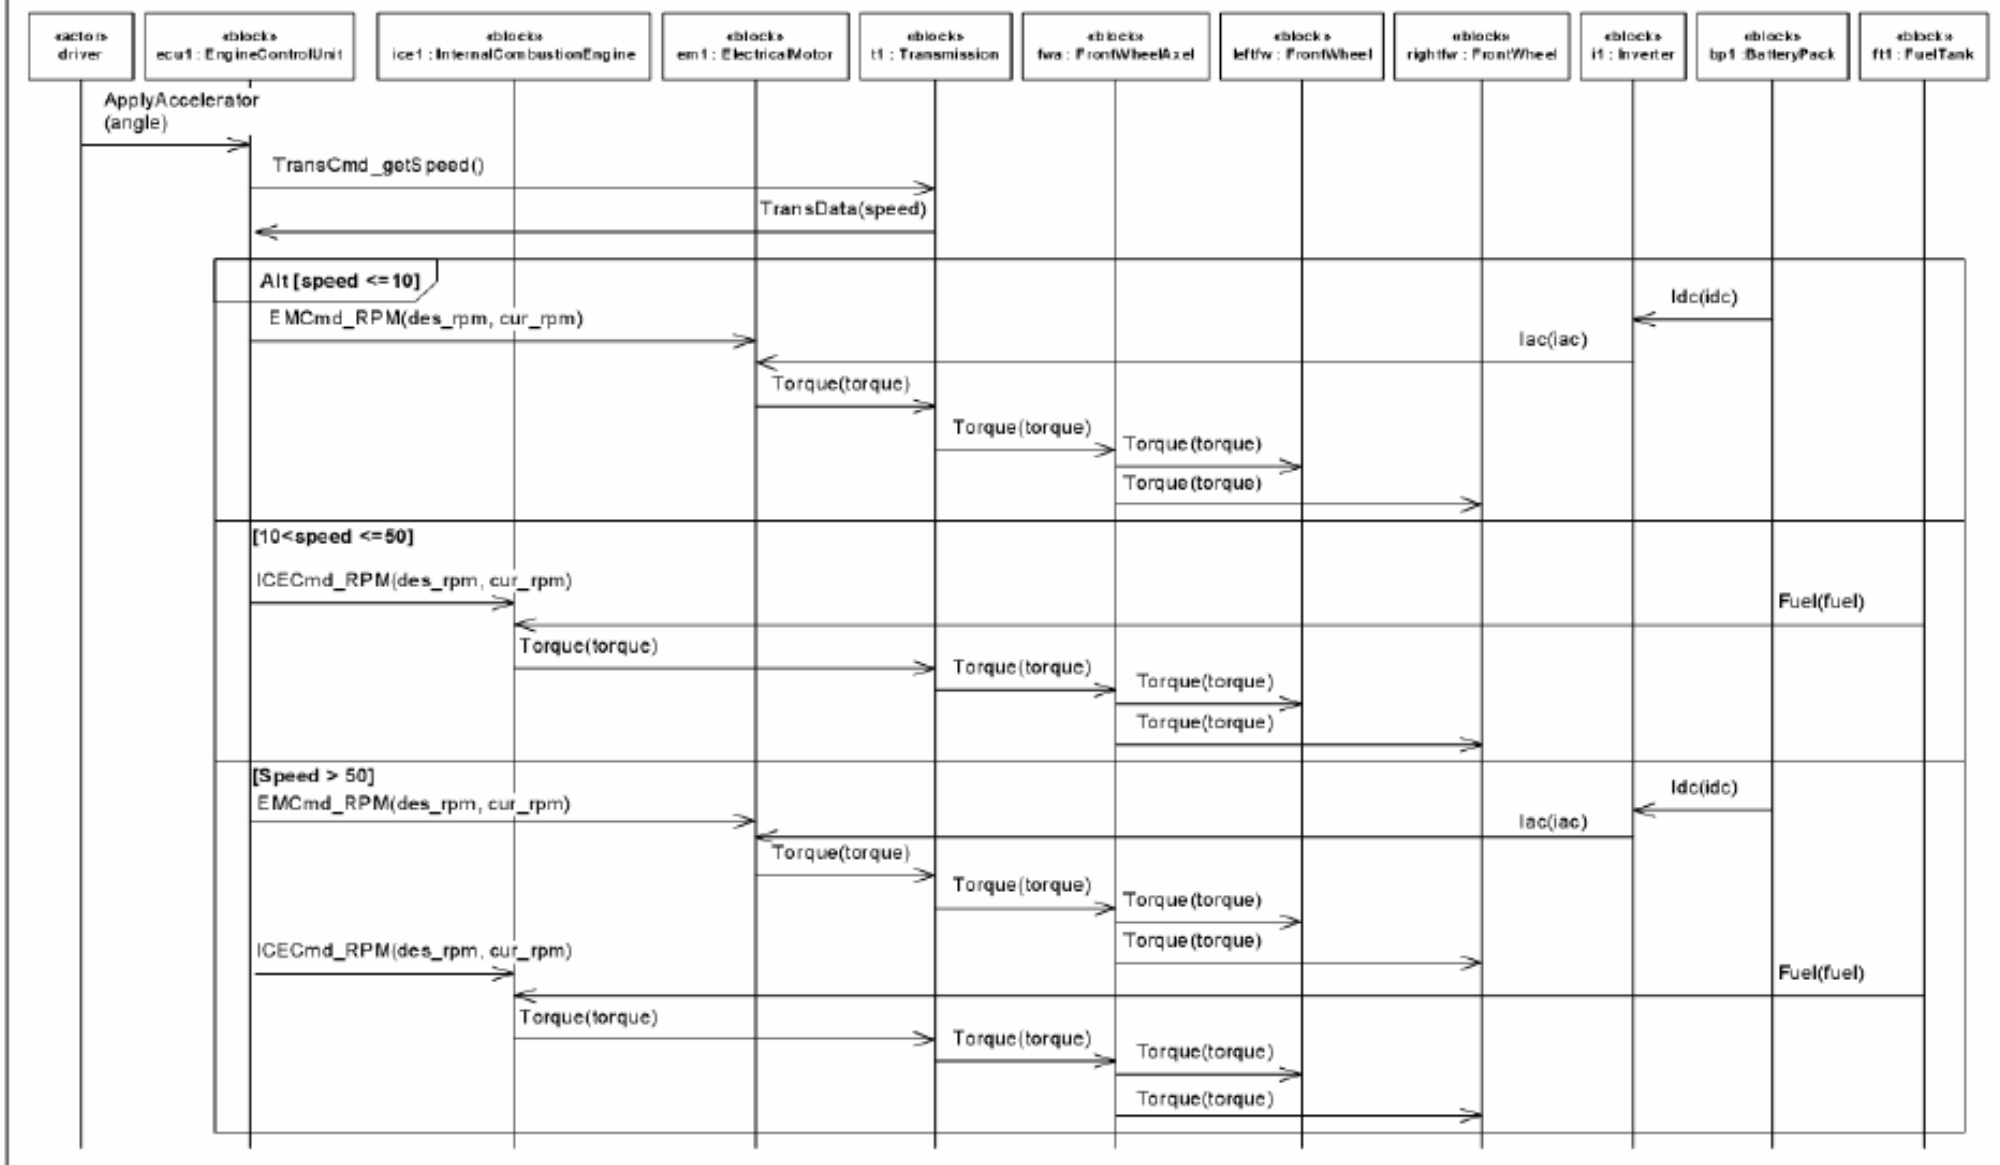 «actor»
driver
«block»
ecu1 : EngineControlUnit
«block»
ice1 : InternalCombustionEngine
«block»
em1 : ElectricalMotor
«block»
t1 : Transmission
«block»
fwa : FrontWheelAxel
«block»
leftfw : FrontWheel
«block»
rightfw : FrontWheel
«block»
i1 : Inverter
«block»
bp1 :BatteryPack
«block»
ft1 : FuelTank
ApplyAccelerator
(angle)
TransCmd_getSpeed()
TransData(speed)
Alt [speed <=10]
Idc(idc)
EMCmd_RPM(des_rpm, cur_rpm)
Iac(iac)
Torque(torque)
Torque(torque)
Torque(torque)
Torque(torque)
[10<speed <=50]
ICECmd_RPM(des_rpm, cur_rpm)
Fuel(fuel)
Torque(torque)
Torque(torque)
Torque(torque)
Torque(torque)
[Speed > 50]
Idc(idc)
EMCmd_RPM(des_rpm, cur_rpm)
Iac(iac)
Torque(torque)
Torque(torque)
Torque(torque)
Torque(torque)
ICECmd_RPM(des_rpm, cur_rpm)
Fuel(fuel)
Torque(torque)
Torque(torque)
Torque(torque)
Torque(torque)